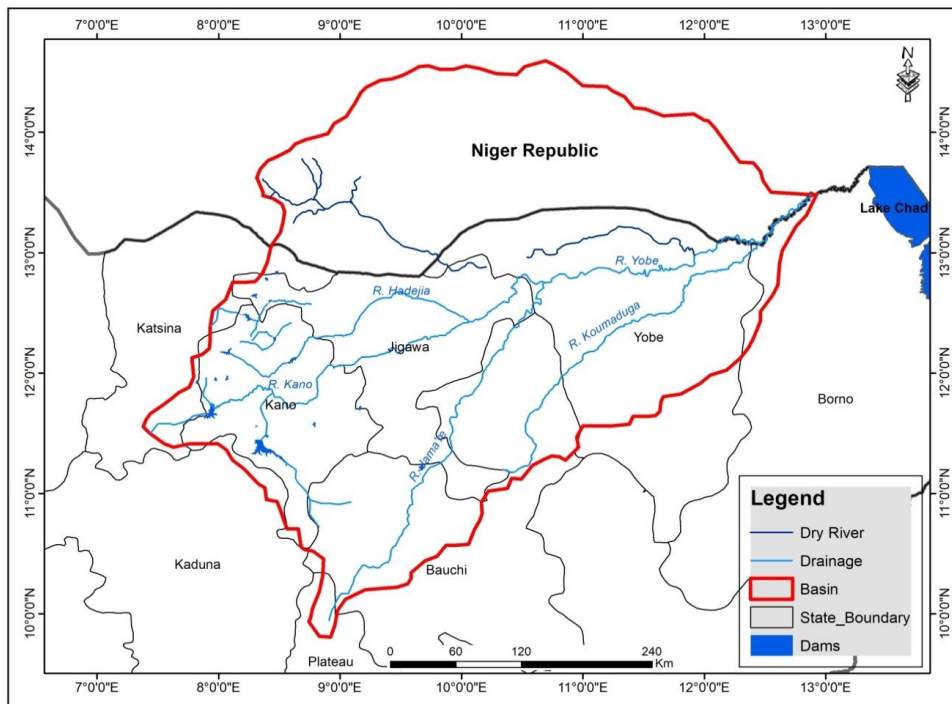 7°0'0"E 8°0'0"E 9°0'0"E 10°0'0"E 11°0'0"E 12°0'0"E 13°0'0"E
N
14°0'0"N 14°0'0"N
Niger Republic
Lake Chad
13°0'0"N 13°0'0"N
R. Yobe
R. Hadejia
Katsina
R. Koumaduga
Yobe
Jigawa
12°0'0"N 12°0'0"N
R. Kano
Kano
Borno
R. Jama're
11°0'0"N 11°0'0"N
Legend
Dry River
Drainage
Basin
State_Boundary
Dams
Kaduna
Bauchi
10°0'0"N 10°0'0"N
Plateau
0 60 120 240
Km
7°0'0"E 8°0'0"E 9°0'0"E 10°0'0"E 11°0'0"E 12°0'0"E 13°0'0"E